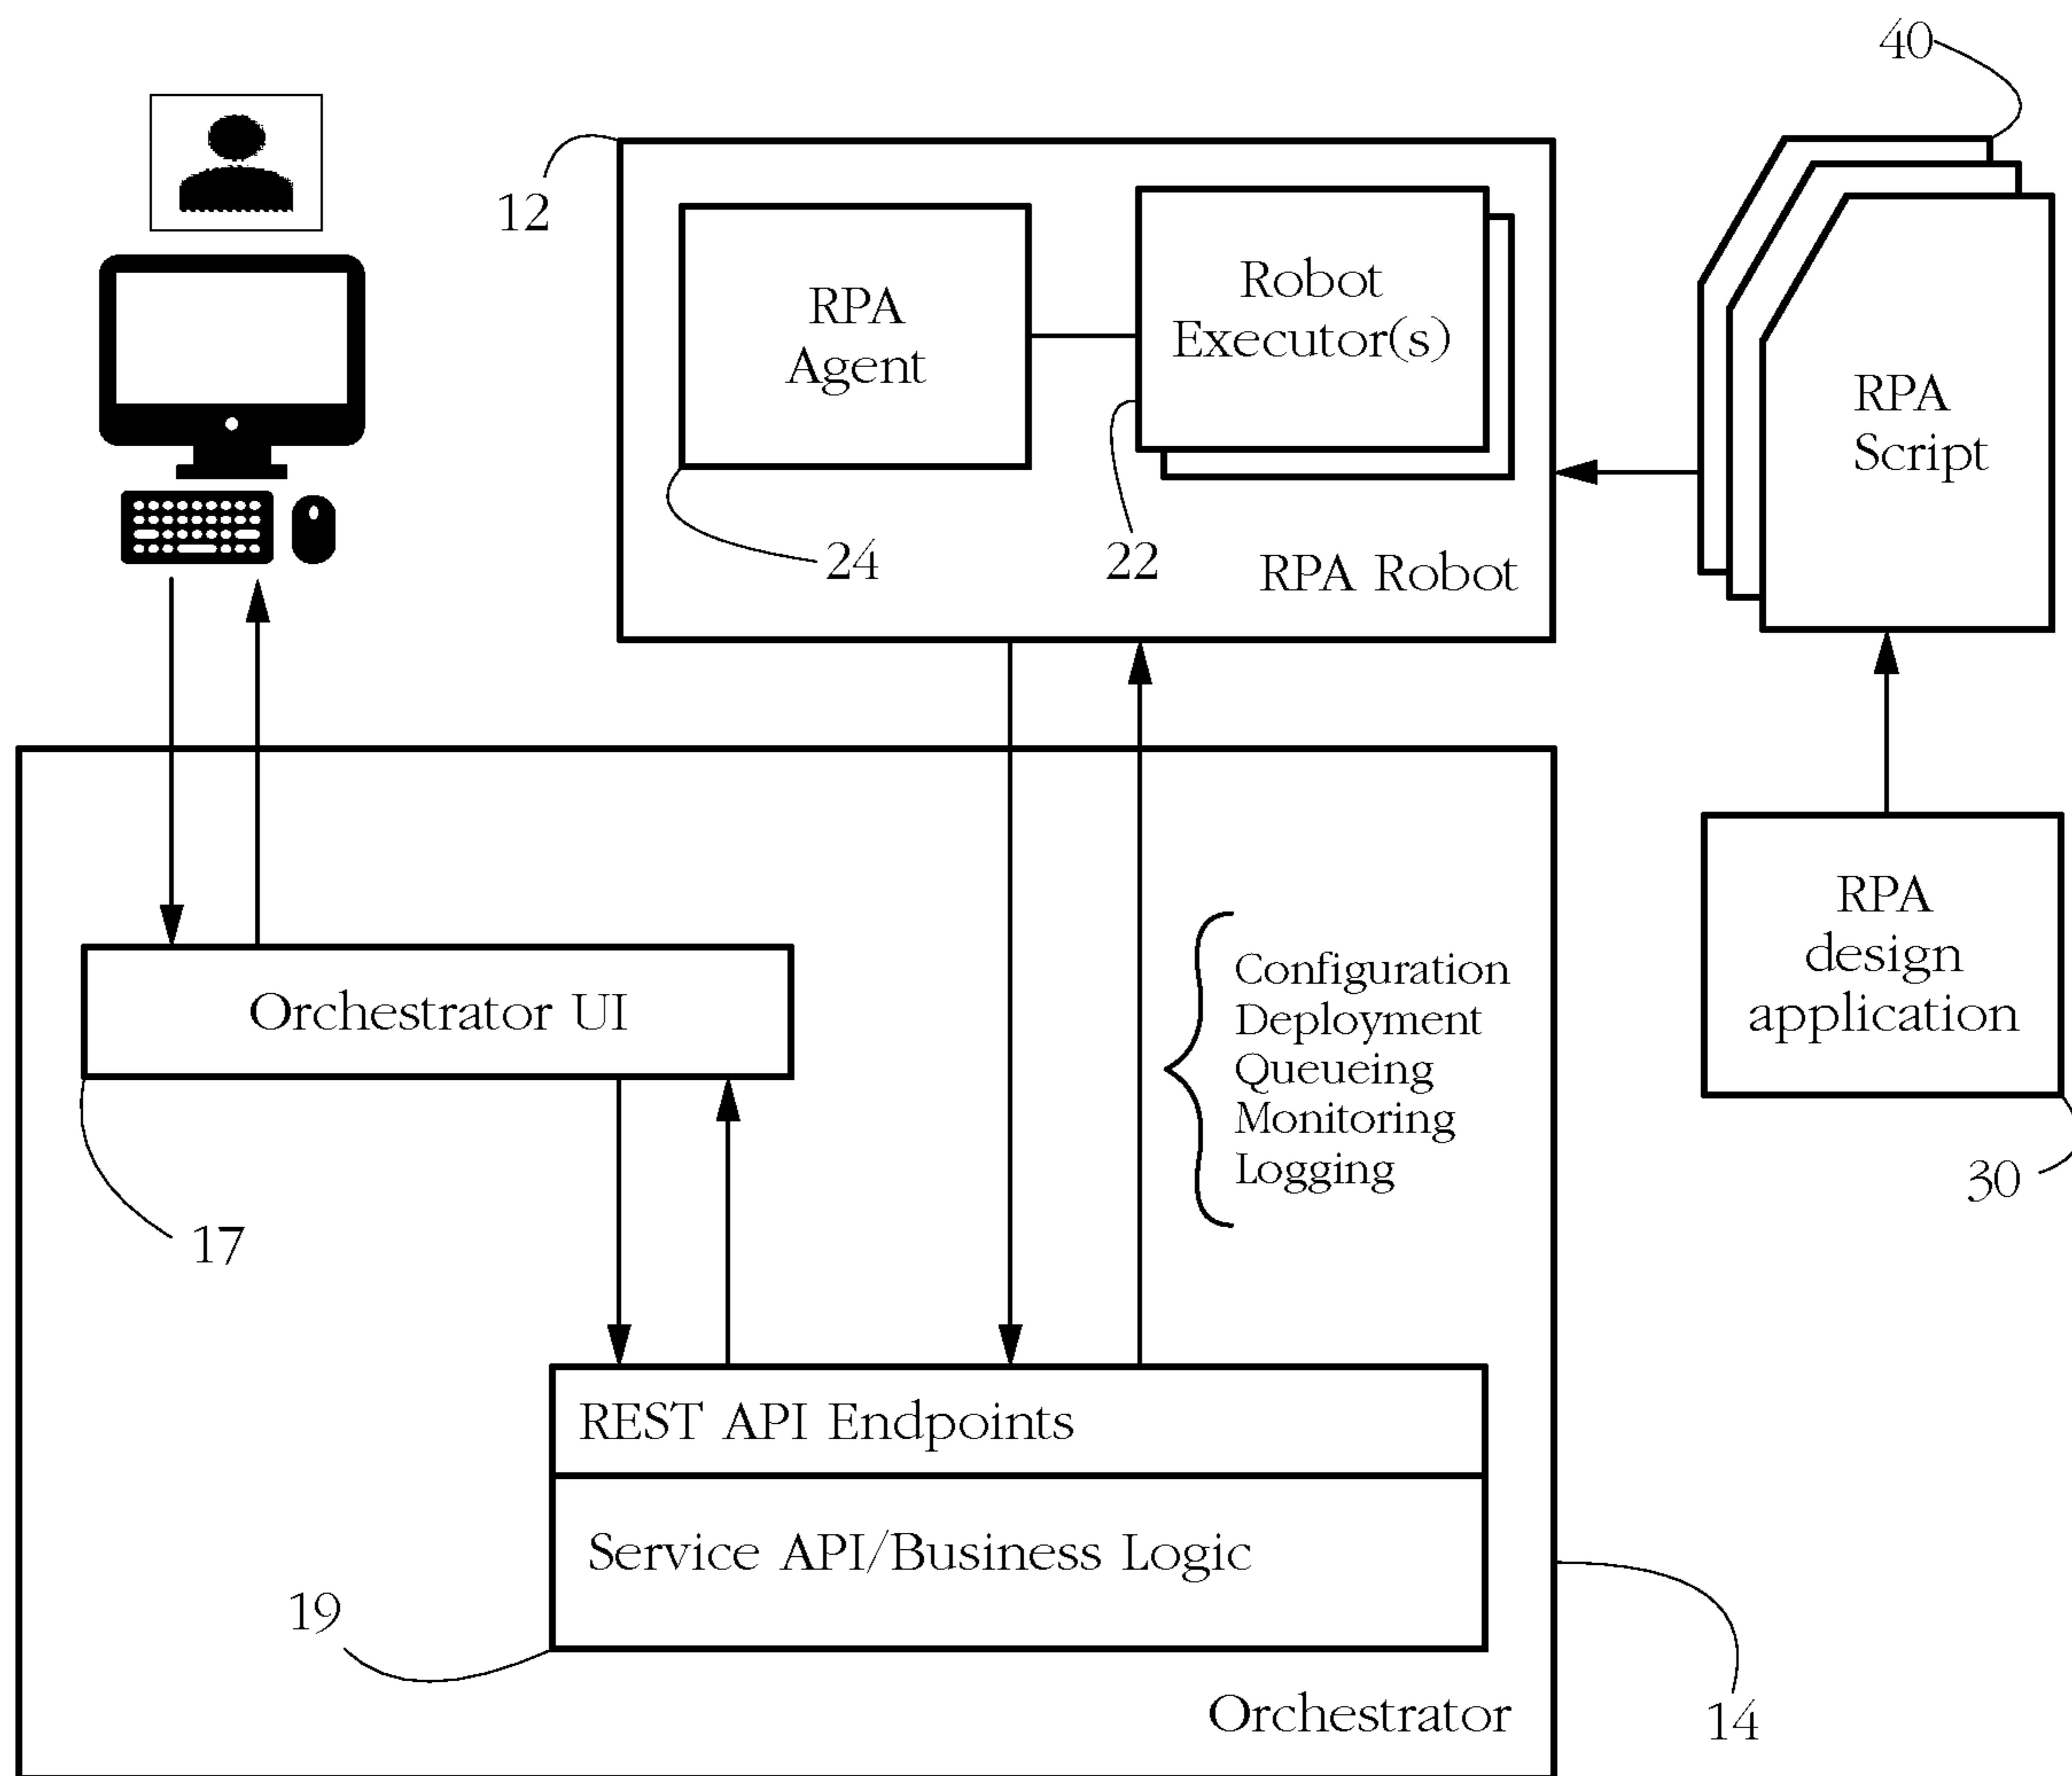 40
12
RPA
Agent
Robot
Executor(s)
RPA
Script
24
22
RPA Robot
Orchestrator UI
Configuration
Deployment
Queueing
Monitoring
Logging
RPA
design
application
30
17
REST API Endpoints
Service API/Business Logic
19
Orchestrator
14